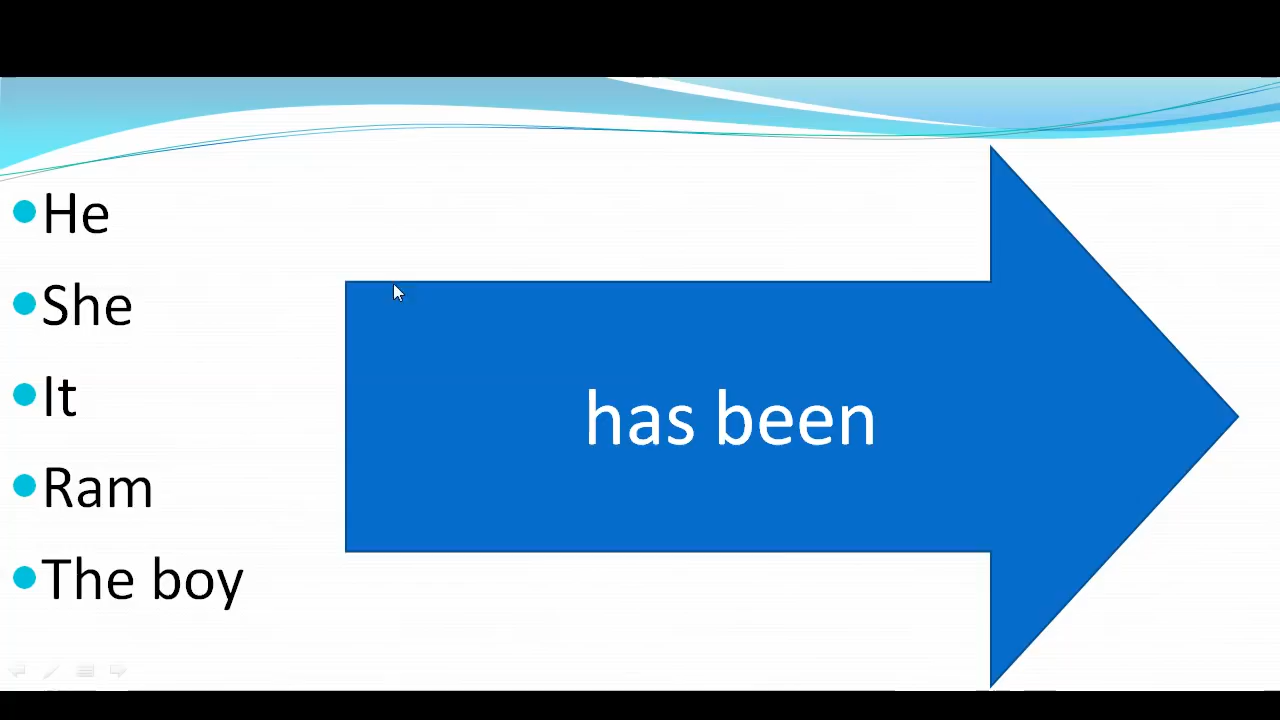 He
She
It
Ram
The boy
has been